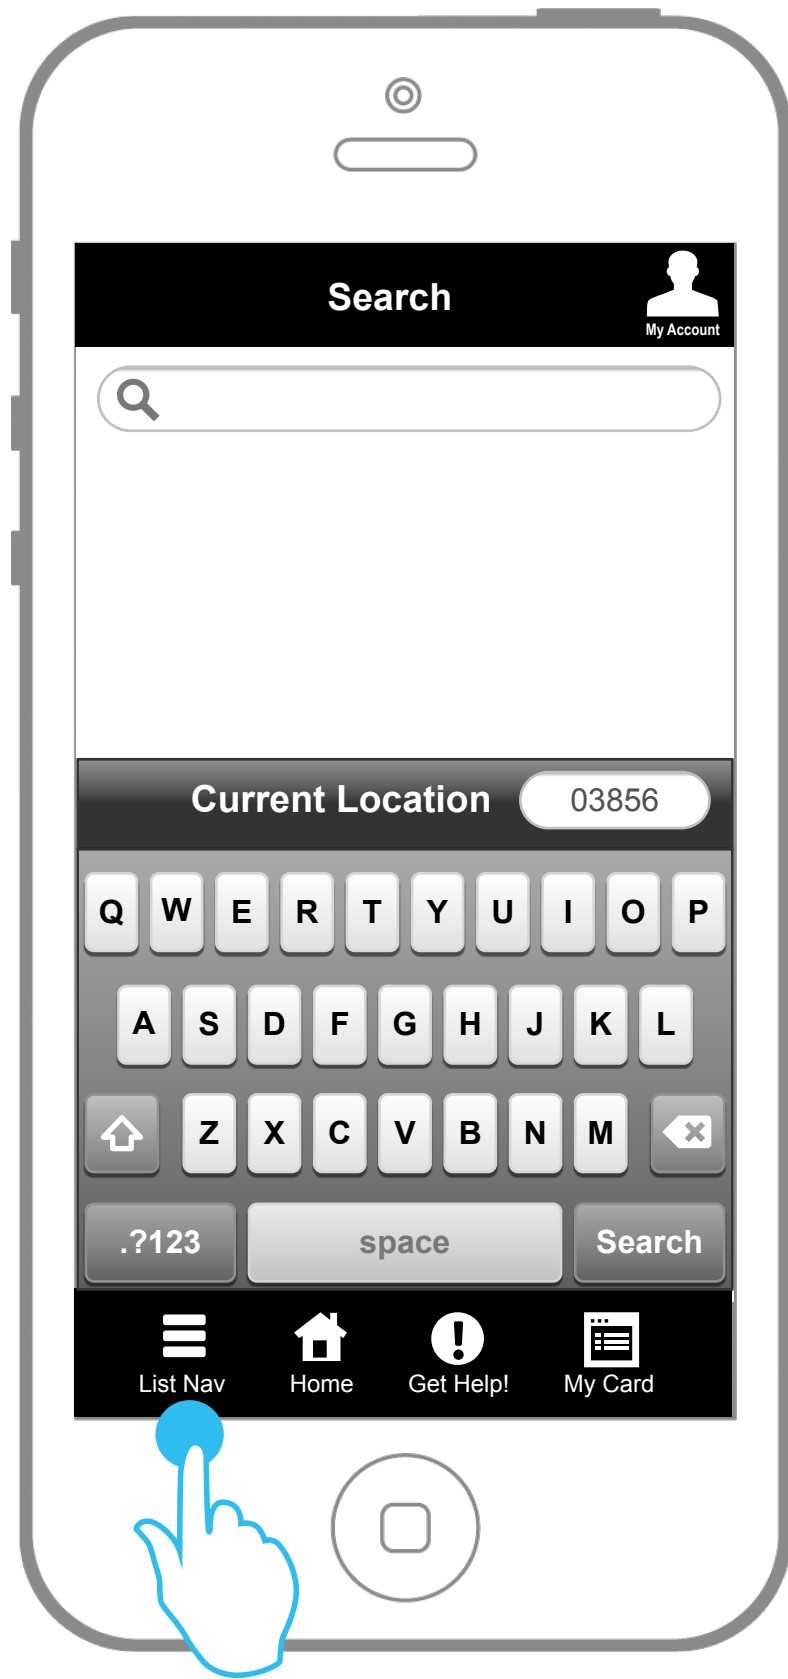 Search
My Account
Current Location 03856
Q W E R T Y U I O P
A S D F G H J K L
Z X C V B N M
.?123 space Search
List Nav Home Get Help! My Card